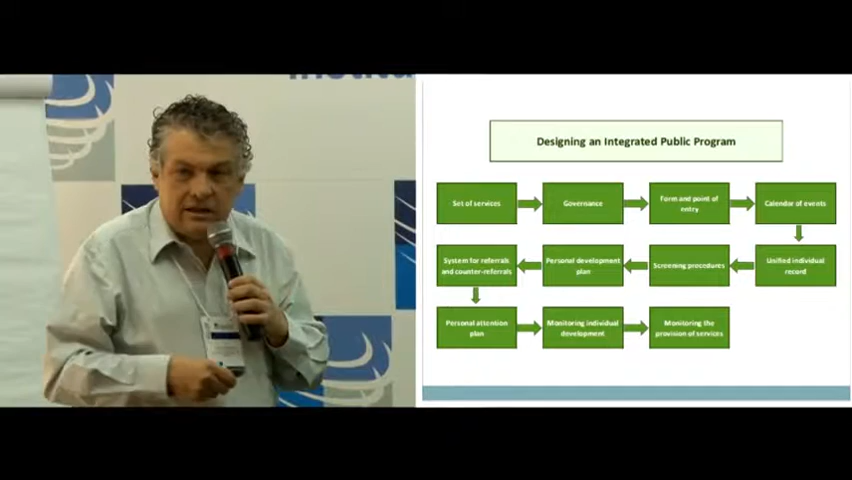 Designing an Integrated Public Program
Set of services
Governance
Form and point of
entry
Calendar of events
Unified individual
record
Screening procedures
Personal development
plan
System for referrals
and counter-referrals
Personal attention
plan
Monitoring individual
development
Monitoring the
provision of services